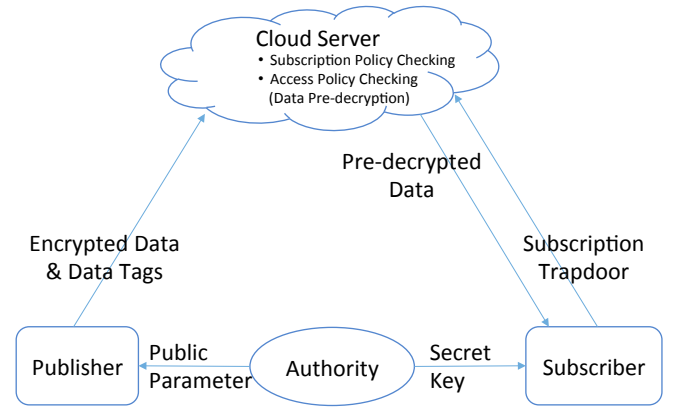 Cloud Server
• Subscription Policy Checking
• Access Policy Checking
(Data Pre-decryption)
Pre-decrypted
Data
Encrypted Data
& Data Tags
Subscription
Trapdoor
Publisher
Public
Parameter
Authority
Secret
Key
Subscriber